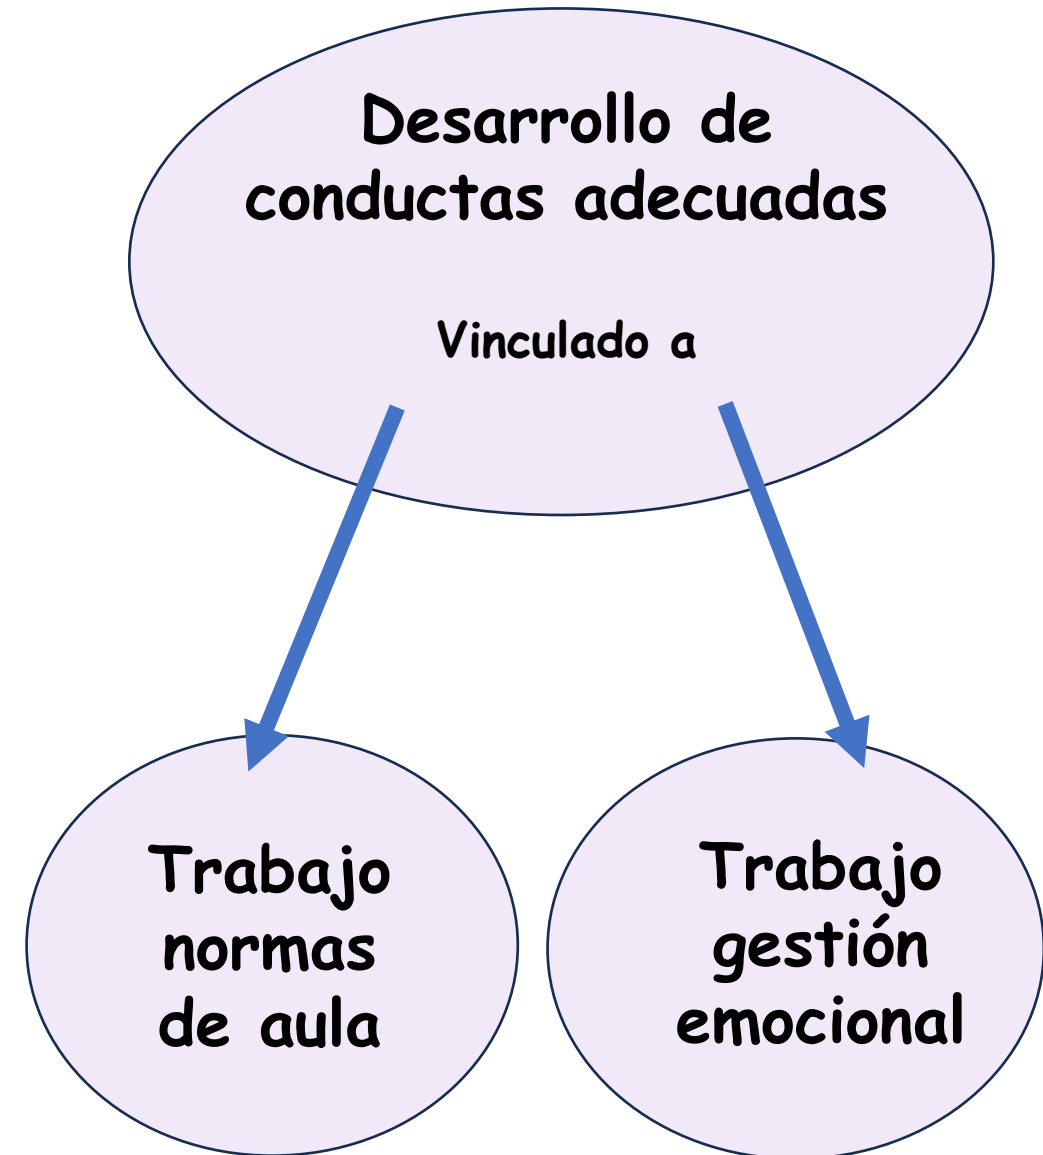 Desarrollo de
conductas adecuadas
Vinculado a
Trabajo
normas
de aula
Trabajo
gestión
emocional